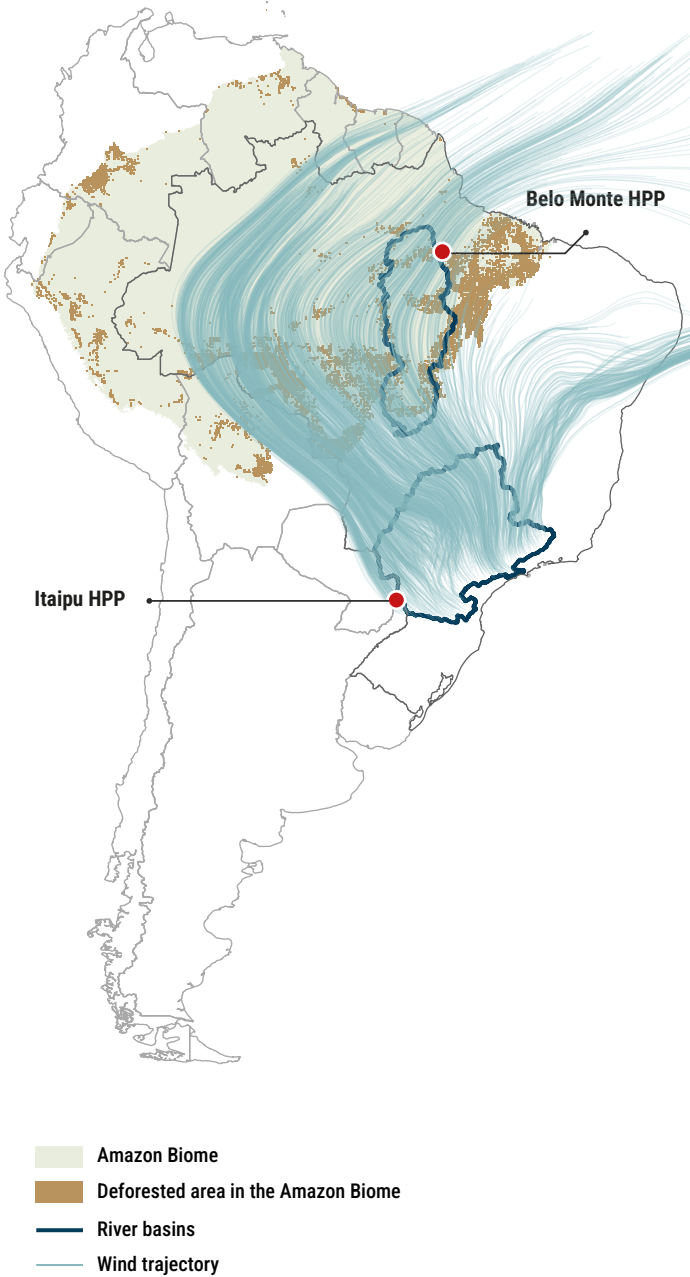 Belo Monte HPP
Itaipu HPP
Amazon Biome
Deforested area in the Amazon Biome
River basins
Wind trajectory